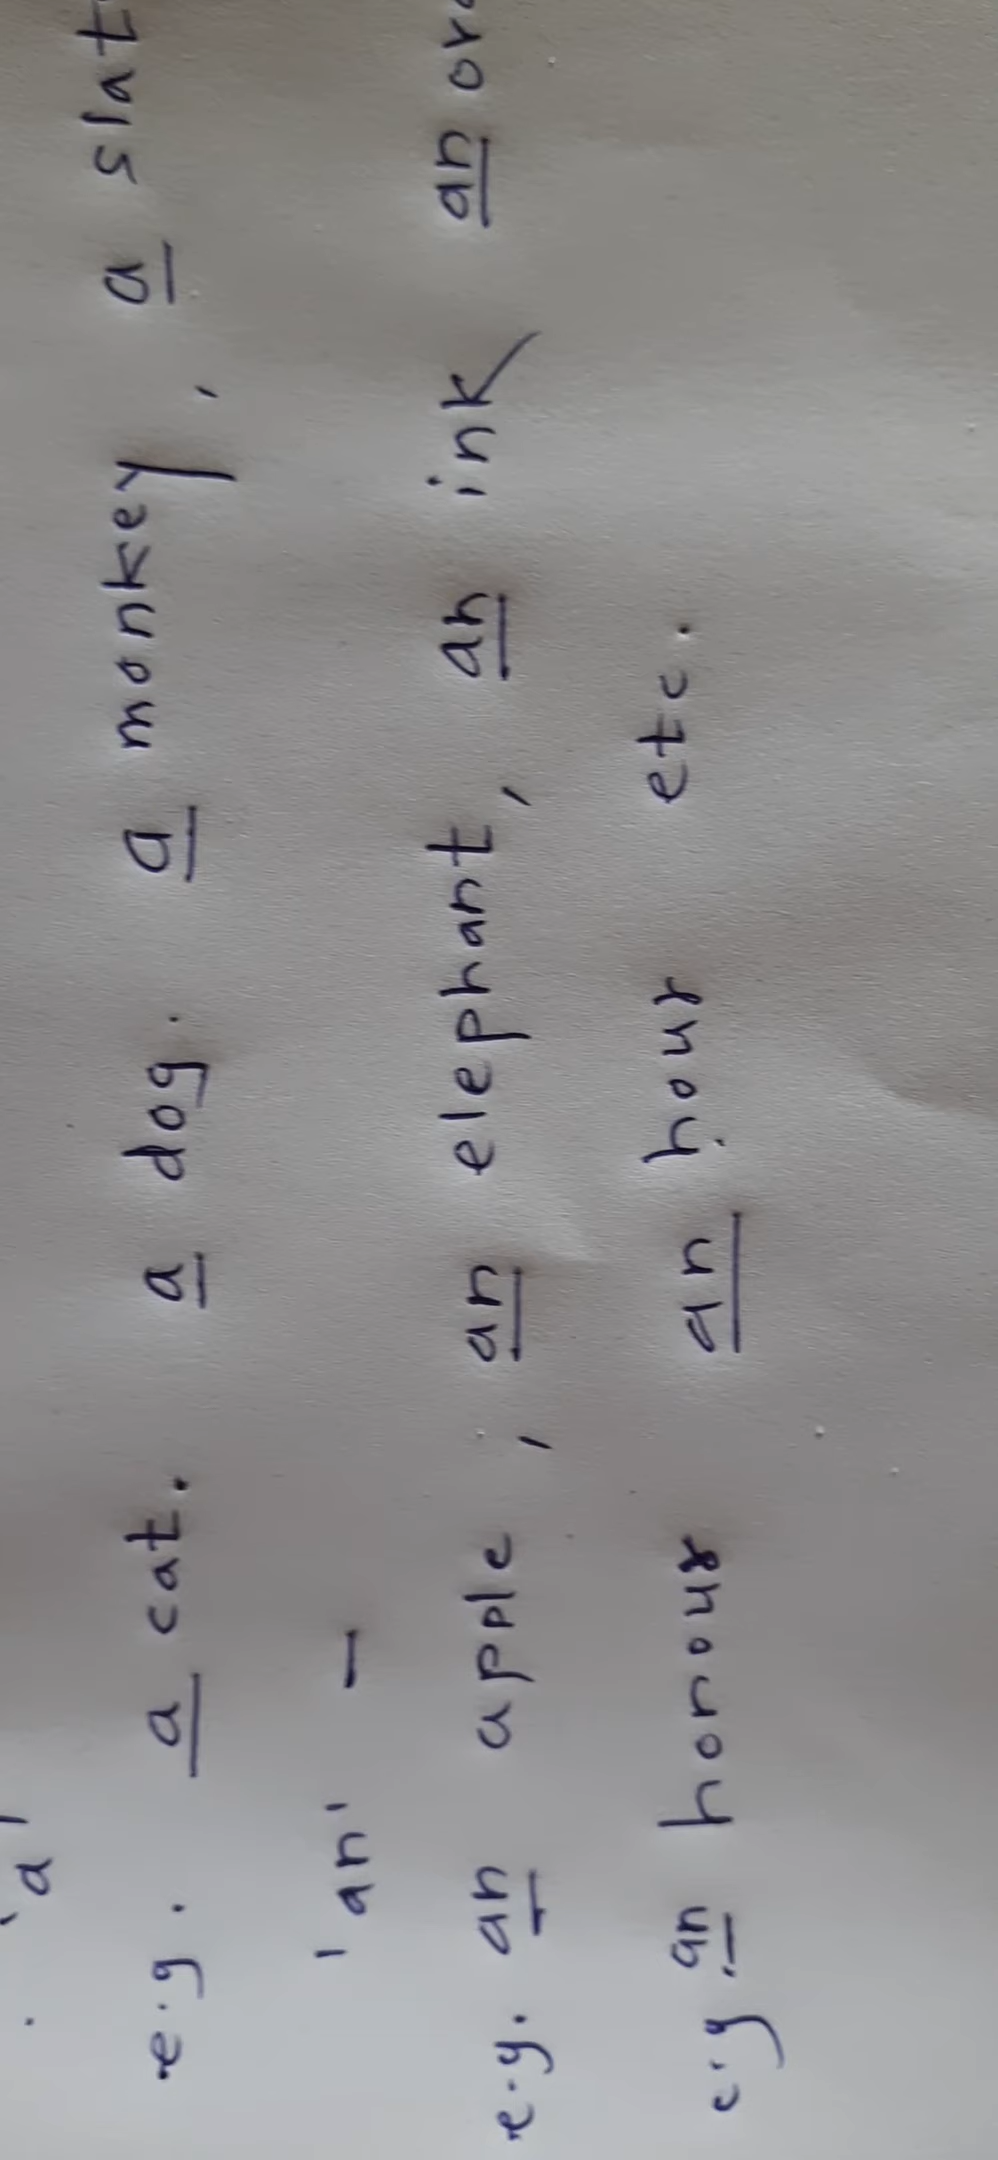 'a'
e.g. a cat. a dog. a monkey, a
'an' -
e.g. an apple, an elephant, an ink an
e.g. an honour an hour etc.